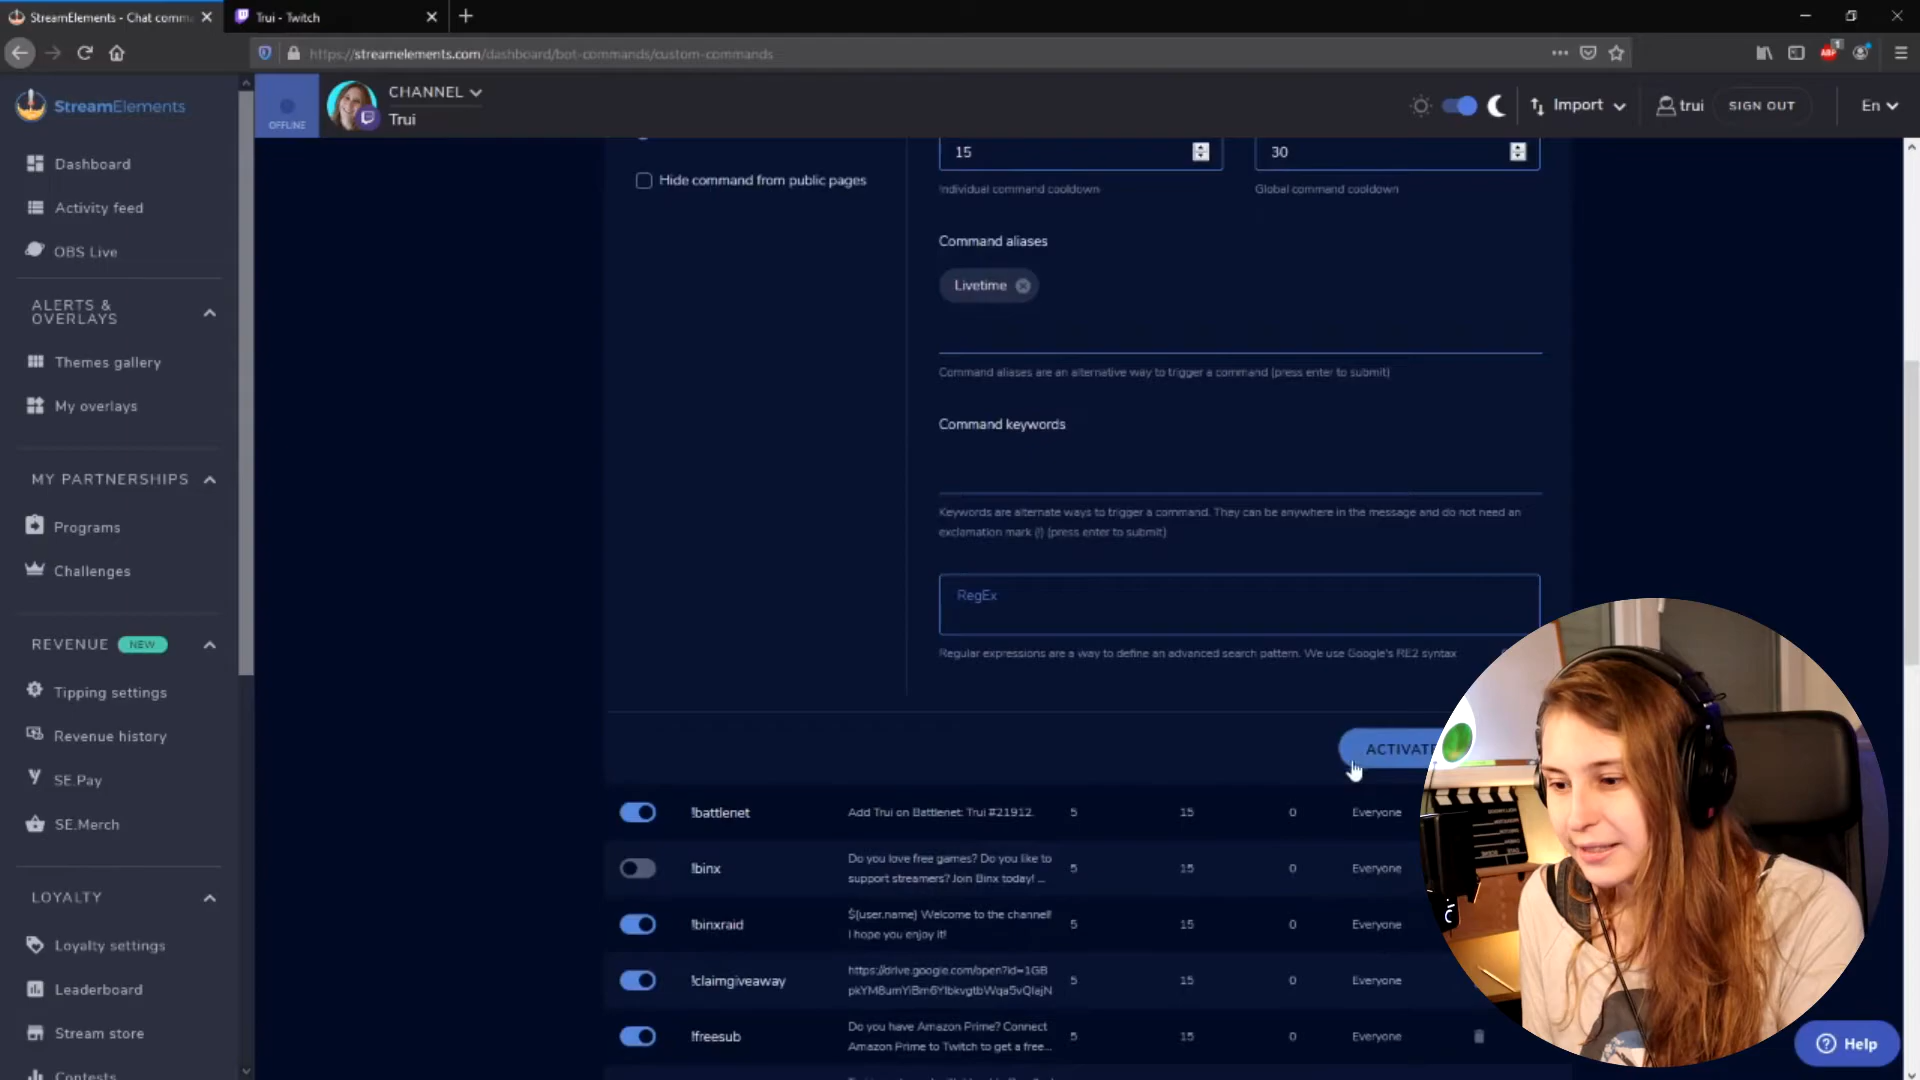 StreamElements - Chat comm
Trui - Twitch
https://streamelements.com/dashboard/bot-commands/custom-commands
ABP
1
StreamElements
OFFLINE
CHANNEL
Trui
Import
trui
SIGN OUT
En
Dashboard
Activity feed
OBS Live
ALERTS &
OVERLAYS
Themes gallery
My overlays
MY PARTNERSHIPS
Programs
Challenges
REVENUE NEW
Tipping settings
Revenue history
SE.Pay
SE.Merch
LOYALTY
Loyalty settings
Leaderboard
Stream store
Contests
Hide command from public pages
15
30
Individual command cooldown
Global command cooldown
Command aliases
Livetime
Command aliases are an alternative way to trigger a command (press enter to submit)
Command keywords
Keywords are alternate ways to trigger a command. They can be anywhere in the message and do not need an
exclamation mark (!) (press enter to submit)
RegEx
Regular expressions are a way to define an advanced search pattern. We use Google's RE2 syntax
ACTIVATE
!battlenet
Add Trui on Battlenet: Trui #21912.
5 15 0 Everyone
!binx
Do you love free games? Do you like to
support streamers? Join Binx today! ...
5 15 0 Everyone
!binxraid
${user.name} Welcome to the channel!
I hope you enjoy it!
5 15 0 Everyone
!claimgiveaway
https://drive.google.com/open?id=1GB
5 15 0 Everyone
!freesub
Do you have Amazon Prime? Connect
Amazon Prime to Twitch to get a free...
5 15 0 Everyone
Help